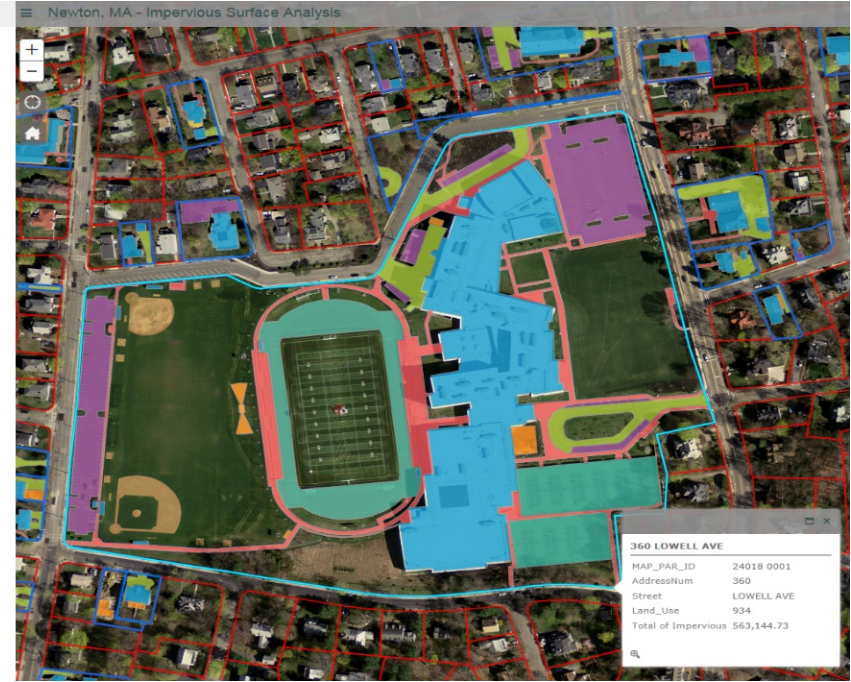 Newton, MA - Impervious Surface Analysis
+
−
360 LOWELL AVE
MAP_PAR_ID 24018 0001
AddressNum 360
Street LOWELL AVE
Land_Use 934
Total of Impervious 563,144.73